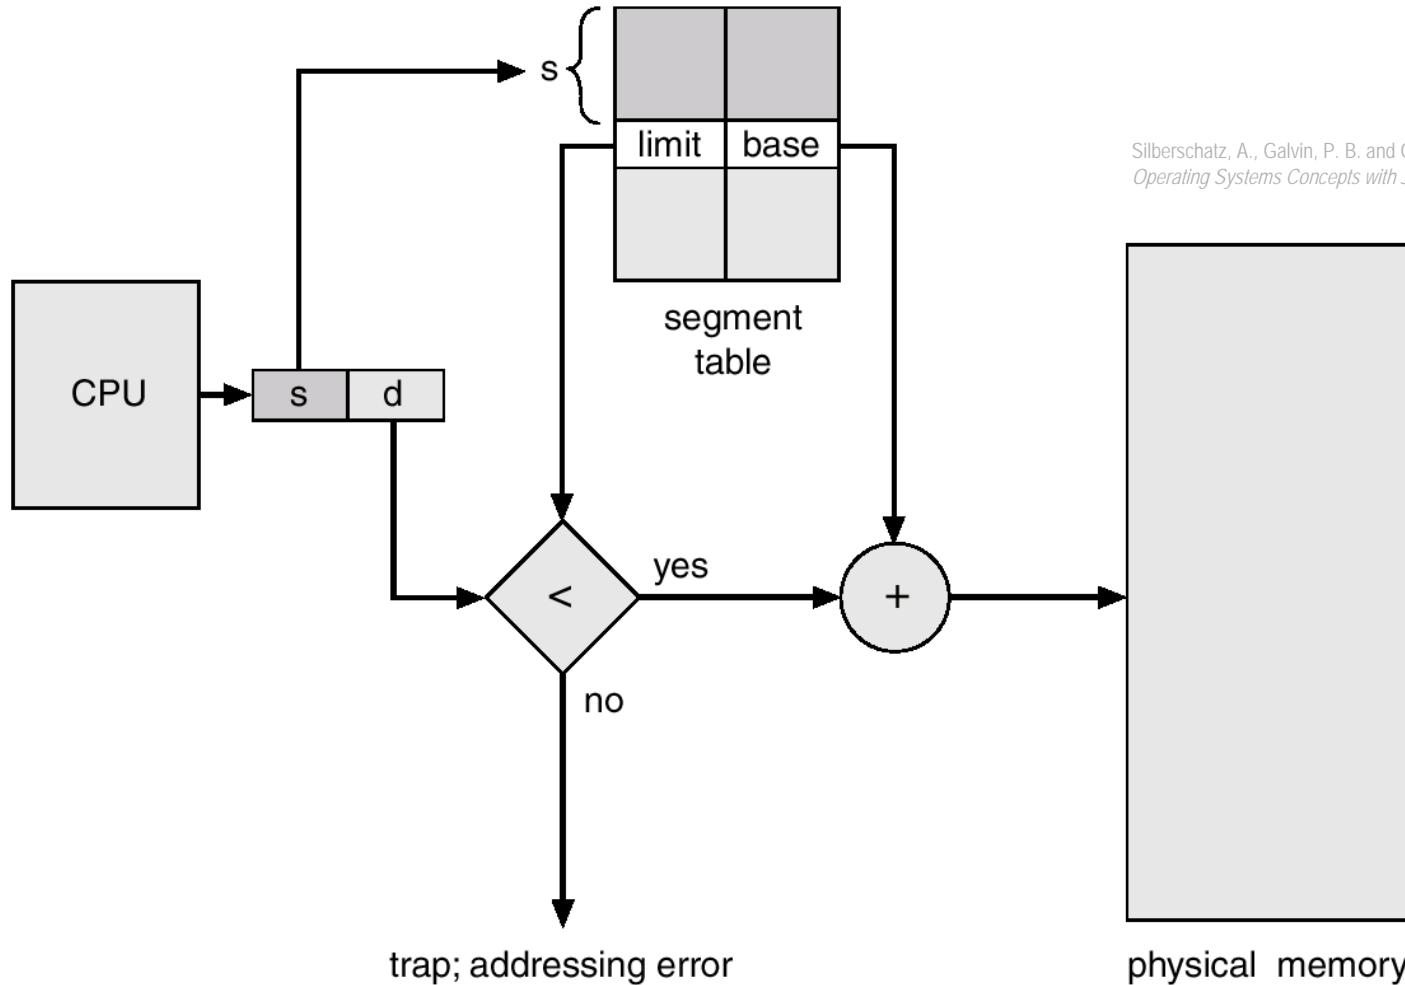 s
limit base
Silberschatz, A., Galvin, P. B. and
Operating Systems Concepts with
segment
table
CPU
s d
yes
<
+
no
trap; addressing error
physical memory